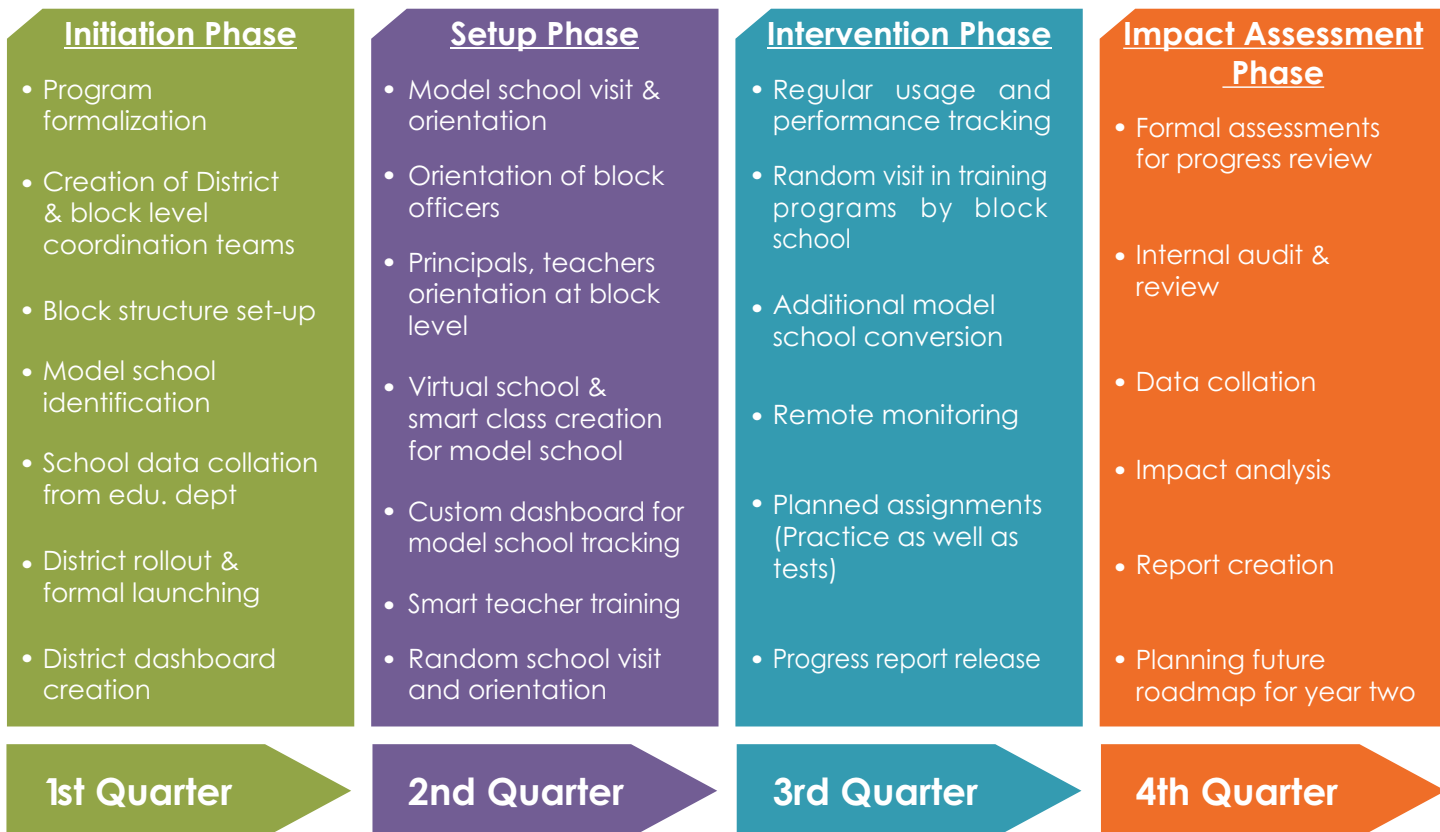 Initiation Phase
• Program
formalization
• Creation of District
& block level
coordination teams
• Block structure set-up
• Model school
identification
• School data collation
from edu. dept
• District rollout &
formal launching
• District dashboard
creation
1st Quarter
Setup Phase
• Model school visit &
orientation
• Orientation of block
officers
• Principals, teachers
orientation at block
level
• Virtual school &
smart class creation
for model school
• Custom dashboard for
model school tracking
• Smart teacher training
• Random school visit
and orientation
2nd Quarter
Intervention Phase
• Regular usage and
performance tracking
• Random visit in training
programs by block
school
• Additional model
school conversion
• Remote monitoring
• Planned assignments
(Practice as well as
tests)
• Progress report release
3rd Quarter
Impact Assessment
Phase
• Formal assessments
for progress review
• Internal audit &
review
• Data collation
• Impact analysis
• Report creation
• Planning future
roadmap for year two
4th Quarter